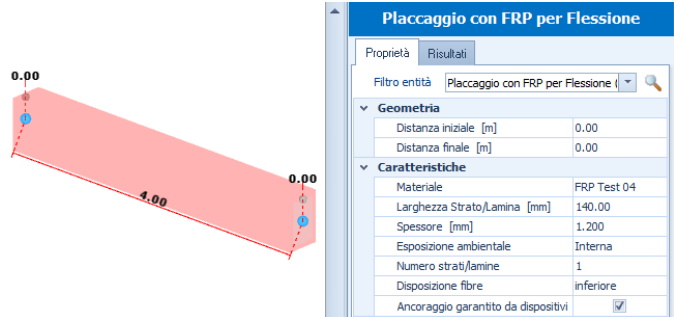 0.00
4.00
0.00
Placcaggio con FRP per Flessione
Proprietà Risultati
Filtro entità Placcaggio con FRP per Flessione (
Geometria
Distanza iniziale [m] 0.00
Distanza finale [m] 0.00
Caratteristiche
Materiale FRP Test 04
Larghezza Strato/Lamina [mm] 140.00
Spessore [mm] 1.200
Esposizione ambientale Interna
Numero strati/lamine 1
Disposizione fibre inferiore
Ancoraggio garantito da dispositivi